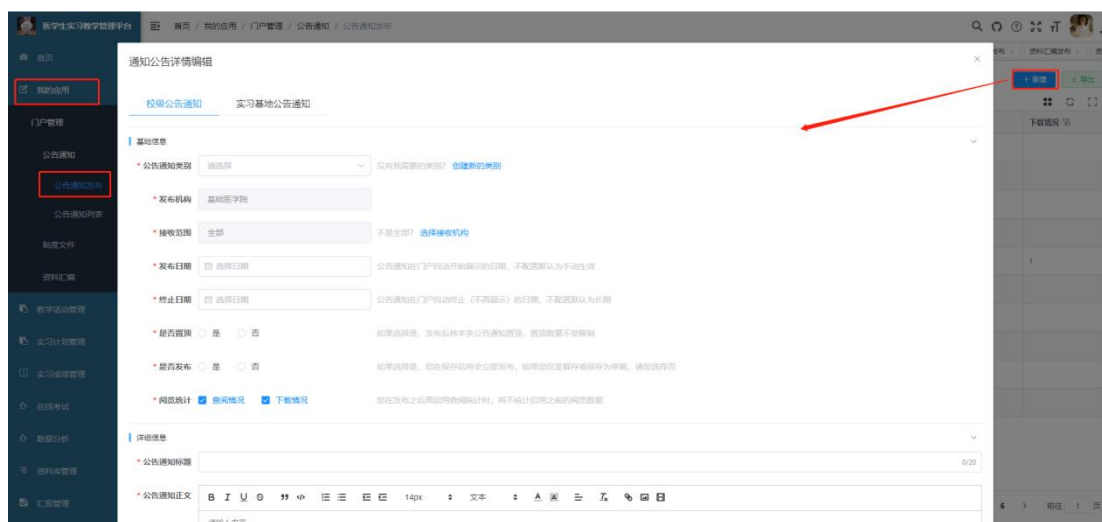 医学生实习教学管理平台
首页 / 我的应用 / 门户管理 / 公告通知 / 公告通知发布
首页
通知公告详情编辑
资料汇编发布
我的应用
+ 新增
导出
校级公告通知 实习基地公告通知
门户管理
下载情况
基础信息
公告通知
* 公告通知类别 请选择 没有我需要的类别? 创建新的类别
公告通知发布
* 发布机构 基础医学院
公告通知列表
* 接收范围 全部 不是全部? 选择接收机构
制度文件
* 发布日期 选择日期 公告通知在门户自动开始展示的日期,不配置默认为手动生效
资料汇编
* 终止日期 选择日期 公告通知在门户自动终止(不再展示)的日期,不配置默认为长期
教学活动管理
* 是否置顶 是 否 如果选择是,发布后将本条公告通知置顶,置顶数量不受限制
实习计划管理
* 是否发布 是 否 如果选择是,您在保存后将会立即发布,如果您仅是暂存或保存为草稿,请您选择否
实习成绩管理
* 阅览统计 查阅情况 下载情况 您在发布之后再启用查阅统计时,将不统计启用之前的阅览数据
在线考试
数据分析
详细信息
资料库管理
* 公告通知标题 0/20
汇报管理
* 公告通知正文 14px 文本
6 前往 1 页
请输入内容